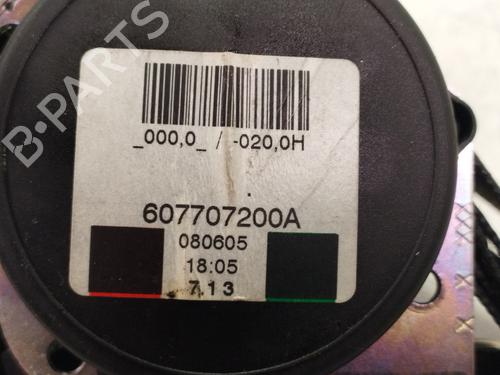 _000,0_ / -020,0H
607707200A
080605
18:05
7.13
B-PARTS
X X X